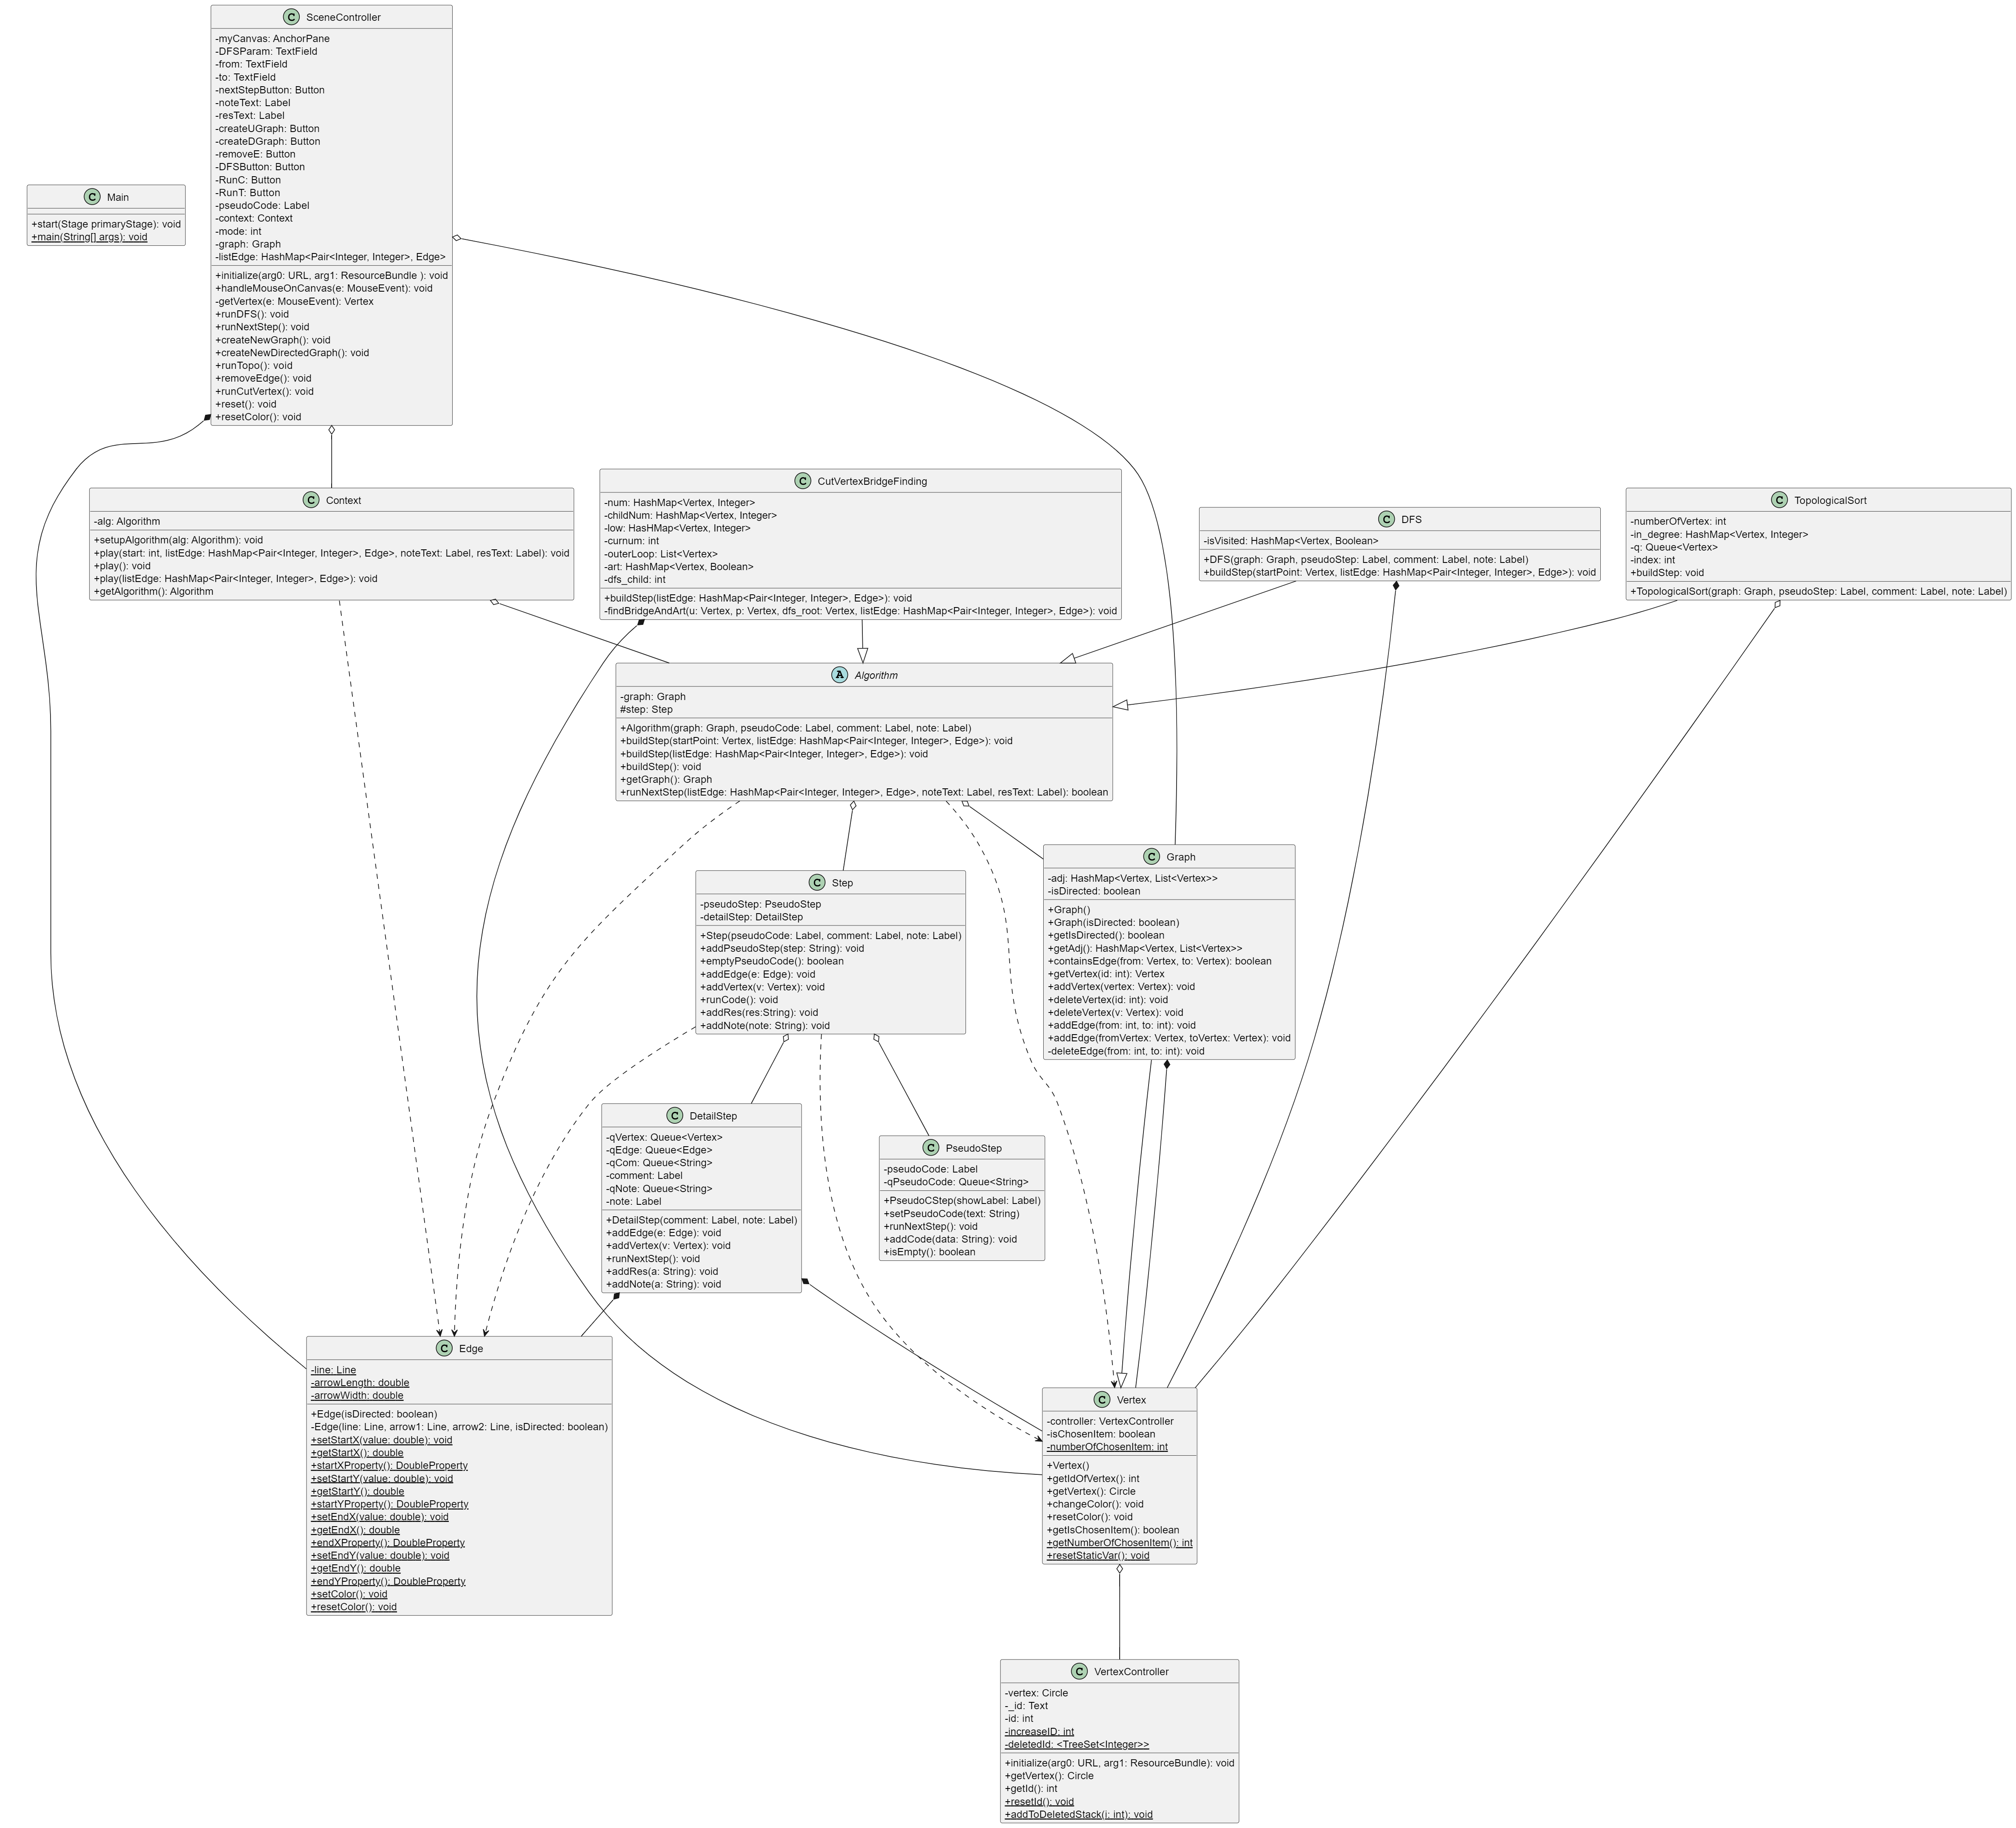 C SceneController
-myCanvas: AnchorPane
-DFSParam: TextField
-from: TextField
-to: TextField
-nextStepButton: Button
-noteText: Label
-resText: Label
-createUGraph: Button
-createDGraph: Button
-removeE: Button
-DFSButton: Button
-RunC: Button
-RunT: Button
-pseudoCode: Label
-context: Context
-mode: int
-graph: Graph
-listEdge: HashMap<Pair<Integer, Integer>, Edge>
+initialize(arg0: URL, arg1: ResourceBundle ): void
+handleMouseOnCanvas(e: MouseEvent): void
-getVertex(e: MouseEvent): Vertex
+runDFS(): void
+runNextStep(): void
+createNewGraph(): void
+createNewDirectedGraph(): void
+runTopo(): void
+removeEdge(): void
+runCutVertex(): void
+reset(): void
+resetColor(): void
C Main
+start(Stage primaryStage): void
+main(String[] args): void
C Context
-alg: Algorithm
+setupAlgorithm(alg: Algorithm): void
+play(start: int, listEdge: HashMap<Pair<Integer, Integer>, Edge>, noteText: Label, resText: Label): void
+play(): void
+play(listEdge: HashMap<Pair<Integer, Integer>, Edge>): void
+getAlgorithm(): Algorithm
C CutVertexBridgeFinding
-num: HashMap<Vertex, Integer>
-childNum: HashMap<Vertex, Integer>
-low: HasHMap<Vertex, Integer>
-curnum: int
-outerLoop: List<Vertex>
-art: HashMap<Vertex, Boolean>
-dfs_child: int
+buildStep(listEdge: HashMap<Pair<Integer, Integer>, Edge>): void
-findBridgeAndArt(u: Vertex, p: Vertex, dfs_root: Vertex, listEdge: HashMap<Pair<Integer, Integer>, Edge>): void
C DFS
-isVisited: HashMap<Vertex, Boolean>
+DFS(graph: Graph, pseudoStep: Label, comment: Label, note: Label)
+buildStep(startPoint: Vertex, listEdge: HashMap<Pair<Integer, Integer>, Edge>): void
C TopologicalSort
-numberOfVertex: int
-in_degree: HashMap<Vertex, Integer>
-q: Queue<Vertex>
-index: int
+buildStep: void
+TopologicalSort(graph: Graph, pseudoStep: Label, comment: Label, note: Label)
A Algorithm
-graph: Graph
#step: Step
+Algorithm(graph: Graph, pseudoCode: Label, comment: Label, note: Label)
+buildStep(startPoint: Vertex, listEdge: HashMap<Pair<Integer, Integer>, Edge>): void
+buildStep(listEdge: HashMap<Pair<Integer, Integer>, Edge>): void
+buildStep(): void
+getGraph(): Graph
+runNextStep(listEdge: HashMap<Pair<Integer, Integer>, Edge>, noteText: Label, resText: Label): boolean
C Step
-pseudoStep: PseudoStep
-detailStep: DetailStep
+Step(pseudoCode: Label, comment: Label, note: Label)
+addPseudoStep(step: String): void
+emptyPseudoCode(): boolean
+addEdge(e: Edge): void
+addVertex(v: Vertex): void
+runCode(): void
+addRes(res:String): void
+addNote(note: String): void
C Graph
-adj: HashMap<Vertex, List<Vertex>>
-isDirected: boolean
+Graph()
+Graph(isDirected: boolean)
+getIsDirected(): boolean
+getAdj(): HashMap<Vertex, List<Vertex>>
+containsEdge(from: Vertex, to: Vertex): boolean
+getVertex(id: int): Vertex
+addVertex(vertex: Vertex): void
+deleteVertex(id: int): void
+deleteVertex(v: Vertex): void
+addEdge(from: int, to: int): void
+addEdge(fromVertex: Vertex, toVertex: Vertex): void
-deleteEdge(from: int, to: int): void
C DetailStep
-qVertex: Queue<Vertex>
-qEdge: Queue<Edge>
-qCom: Queue<String>
-comment: Label
-qNote: Queue<String>
-note: Label
+DetailStep(comment: Label, note: Label)
+addEdge(e: Edge): void
+addVertex(v: Vertex): void
+runNextStep(): void
+addRes(a: String): void
+addNote(a: String): void
C PseudoStep
-pseudoCode: Label
-qPseudoCode: Queue<String>
+PseudoCStep(showLabel: Label)
+setPseudoCode(text: String)
+runNextStep(): void
+addCode(data: String): void
+isEmpty(): boolean
C Edge
-line: Line
-arrowLength: double
-arrowWidth: double
+Edge(isDirected: boolean)
-Edge(line: Line, arrow1: Line, arrow2: Line, isDirected: boolean)
+setStartX(value: double): void
+getStartX(): double
+startXProperty(): DoubleProperty
+setStartY(value: double): void
+getStartY(): double
+startYProperty(): DoubleProperty
+setEndX(value: double): void
+getEndX(): double
+endXProperty(): DoubleProperty
+setEndY(value: double): void
+getEndY(): double
+endYProperty(): DoubleProperty
+setColor(): void
+resetColor(): void
C Vertex
-controller: VertexController
-isChosenItem: boolean
-numberOfChosenItem: int
+Vertex()
+getIdOfVertex(): int
+getVertex(): Circle
+changeColor(): void
+resetColor(): void
+getIsChosenItem(): boolean
+getNumberOfChosenItem(): int
+resetStaticVar(): void
C VertexController
-vertex: Circle
-_id: Text
-id: int
-increaseID: int
-deletedId: <TreeSet<Integer>>
+initialize(arg0: URL, arg1: ResourceBundle): void
+getVertex(): Circle
+getId(): int
+resetId(): void
+addToDeletedStack(i: int): void